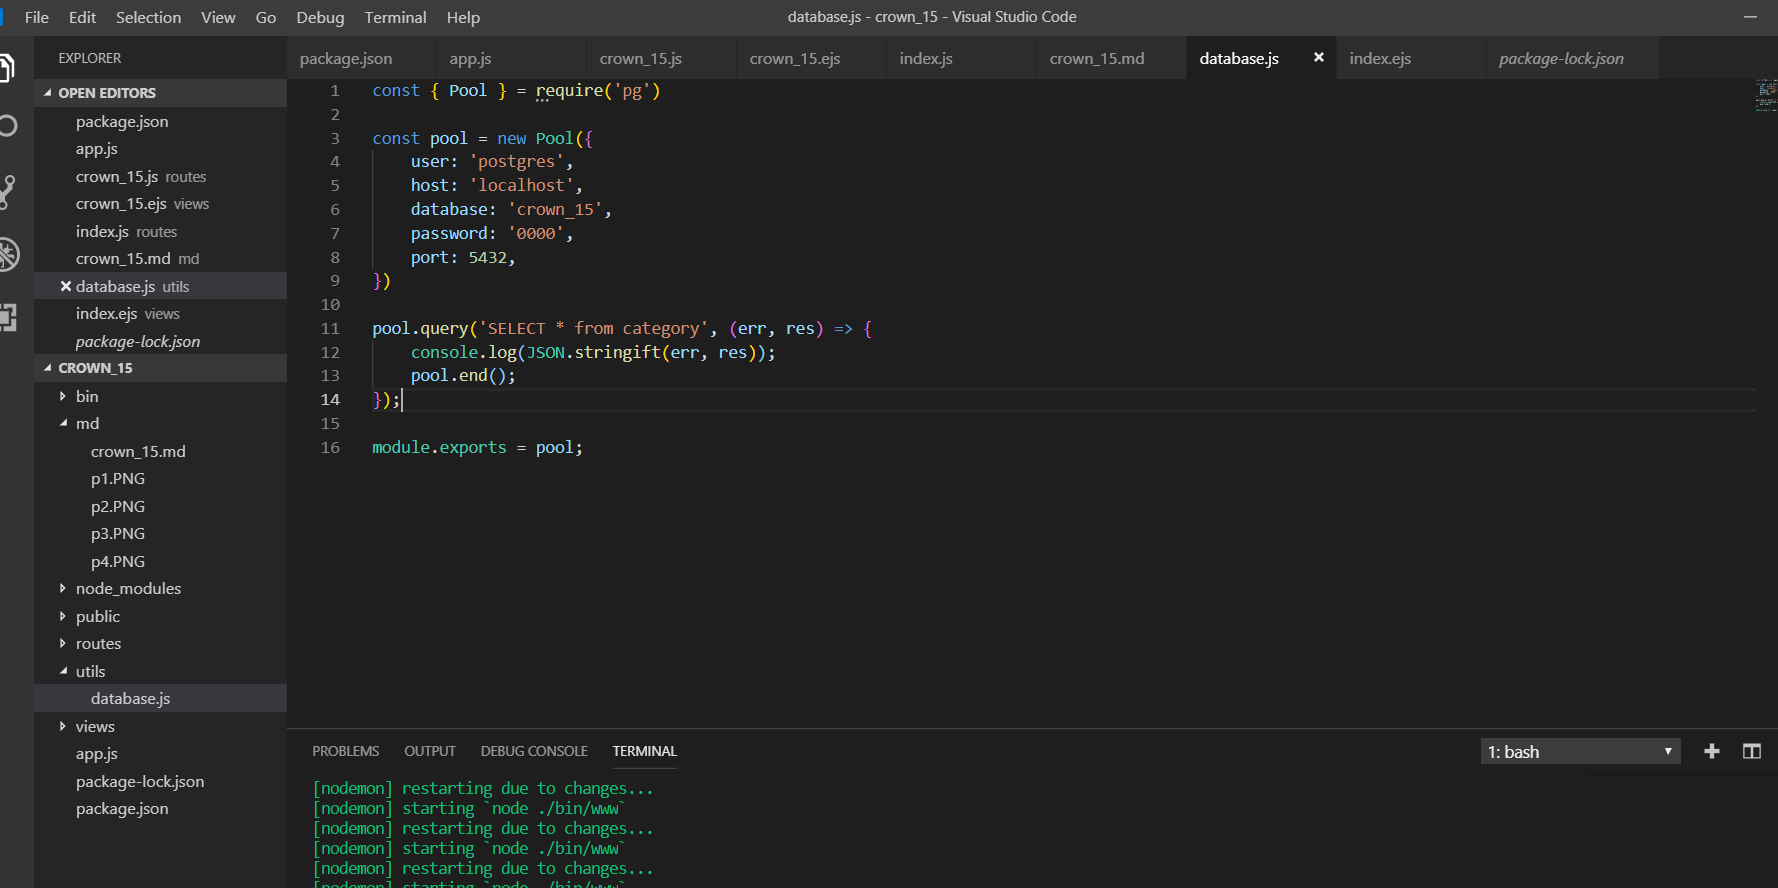 File Edit Selection View Go Debug Terminal Help
database.js - crown_15 - Visual Studio Code
EXPLORER
OPEN EDITORS
package.json
app.js
crown_15.js routes
crown_15.ejs views
index.js routes
crown_15.md md
database.js utils
index.ejs views
package-lock.json
CROWN_15
bin
md
crown_15.md
p1.PNG
p2.PNG
p3.PNG
p4.PNG
node_modules
public
routes
utils
database.js
views
app.js
package-lock.json
package.json
package.json app.js crown_15.js crown_15.ejs index.js crown_15.md database.js index.ejs package-lock.json
1 const { Pool } = require('pg')
2
3 const pool = new Pool({
4 user: 'postgres',
5 host: 'localhost',
6 database: 'crown_15',
7 password: '0000',
8 port: 5432,
9 })
10
11 pool.query('SELECT * from category', (err, res) => {
12 console.log(JSON.stringift(err, res));
13 pool.end();
14 });
15
16 module.exports = pool;
PROBLEMS OUTPUT DEBUG CONSOLE TERMINAL
1: bash
[nodemon] restarting due to changes...
[nodemon] starting `node ./bin/www`
[nodemon] restarting due to changes...
[nodemon] starting `node ./bin/www`
[nodemon] restarting due to changes...
[nodemon] starting `node ./bin/www`